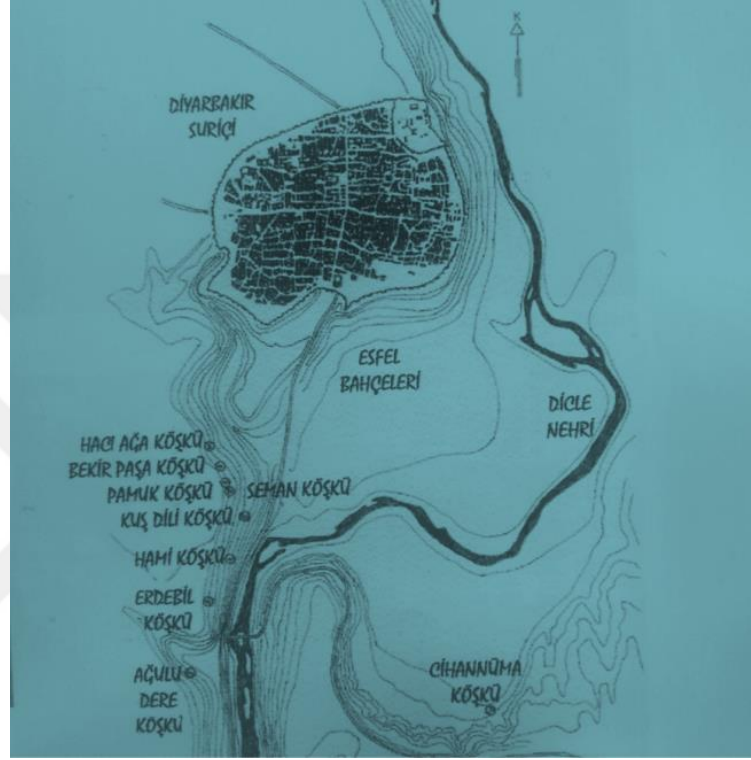 K
DİYARBAKIR
SURİÇİ
ESFEL
BAHÇELERİ
DİCLE
NEHRİ
HACI AĞA KÖŞKÜ
BEKİR PAŞA KÖŞKÜ
PAMUK KÖŞKÜ
SEMAN KÖŞKÜ
KUŞ DİLİ KÖŞKÜ
HAMİ KÖŞKÜ
ERDEBİL
KÖŞKÜ
AĞULU
DERE
KÖŞKÜ
CİHANNÜMA
KÖŞKÜ